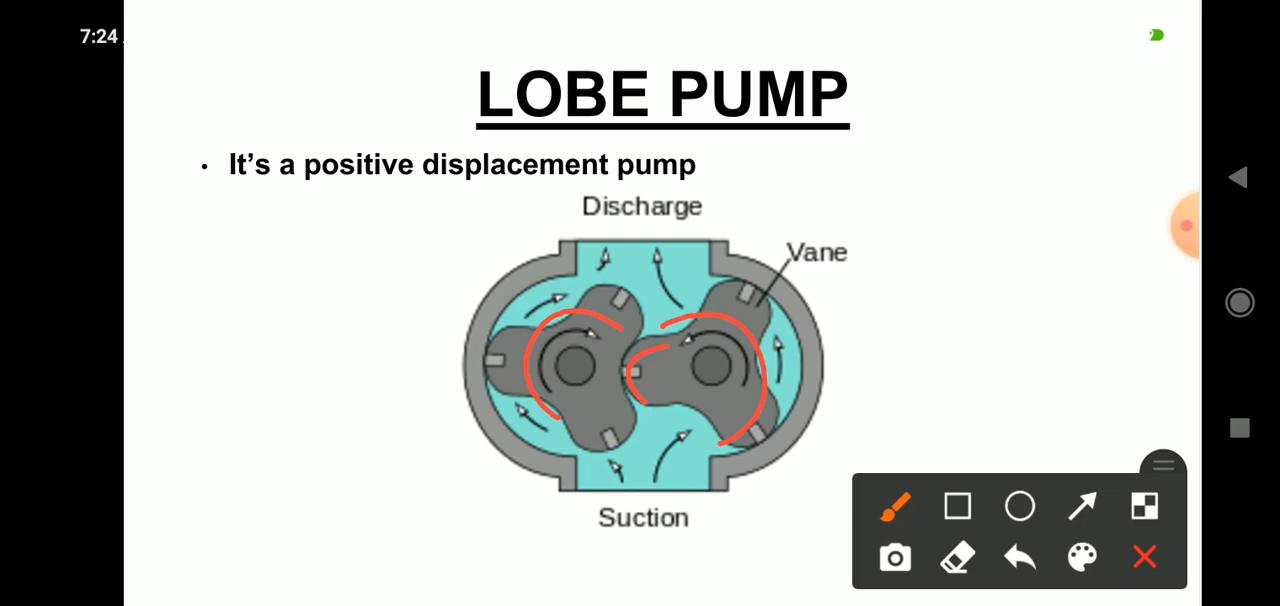 7:24
LOBE PUMP
• It’s a positive displacement pump
Discharge
Vane
Suction